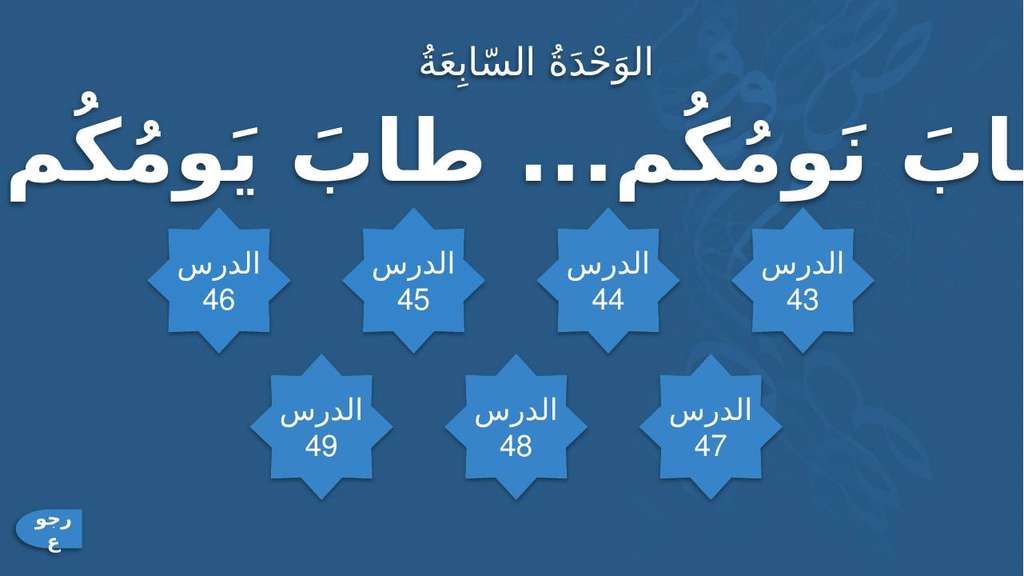 الوَحْدَةُ السّابِعَةُ
ـابَ نَومُكُم... طابَ يَومُكُم
الدرس
43
الدرس
44
الدرس
45
الدرس
46
الدرس
47
الدرس
48
الدرس
49
رجو
ع